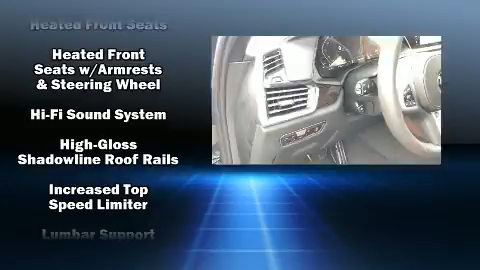 Heated Front Seats
Heated Front
Seats w/Armrests
& Steering Wheel
Hi-Fi Sound System
High-Gloss
Shadowline Roof Rails
Increased Top
Speed Limiter
Lumbar Support